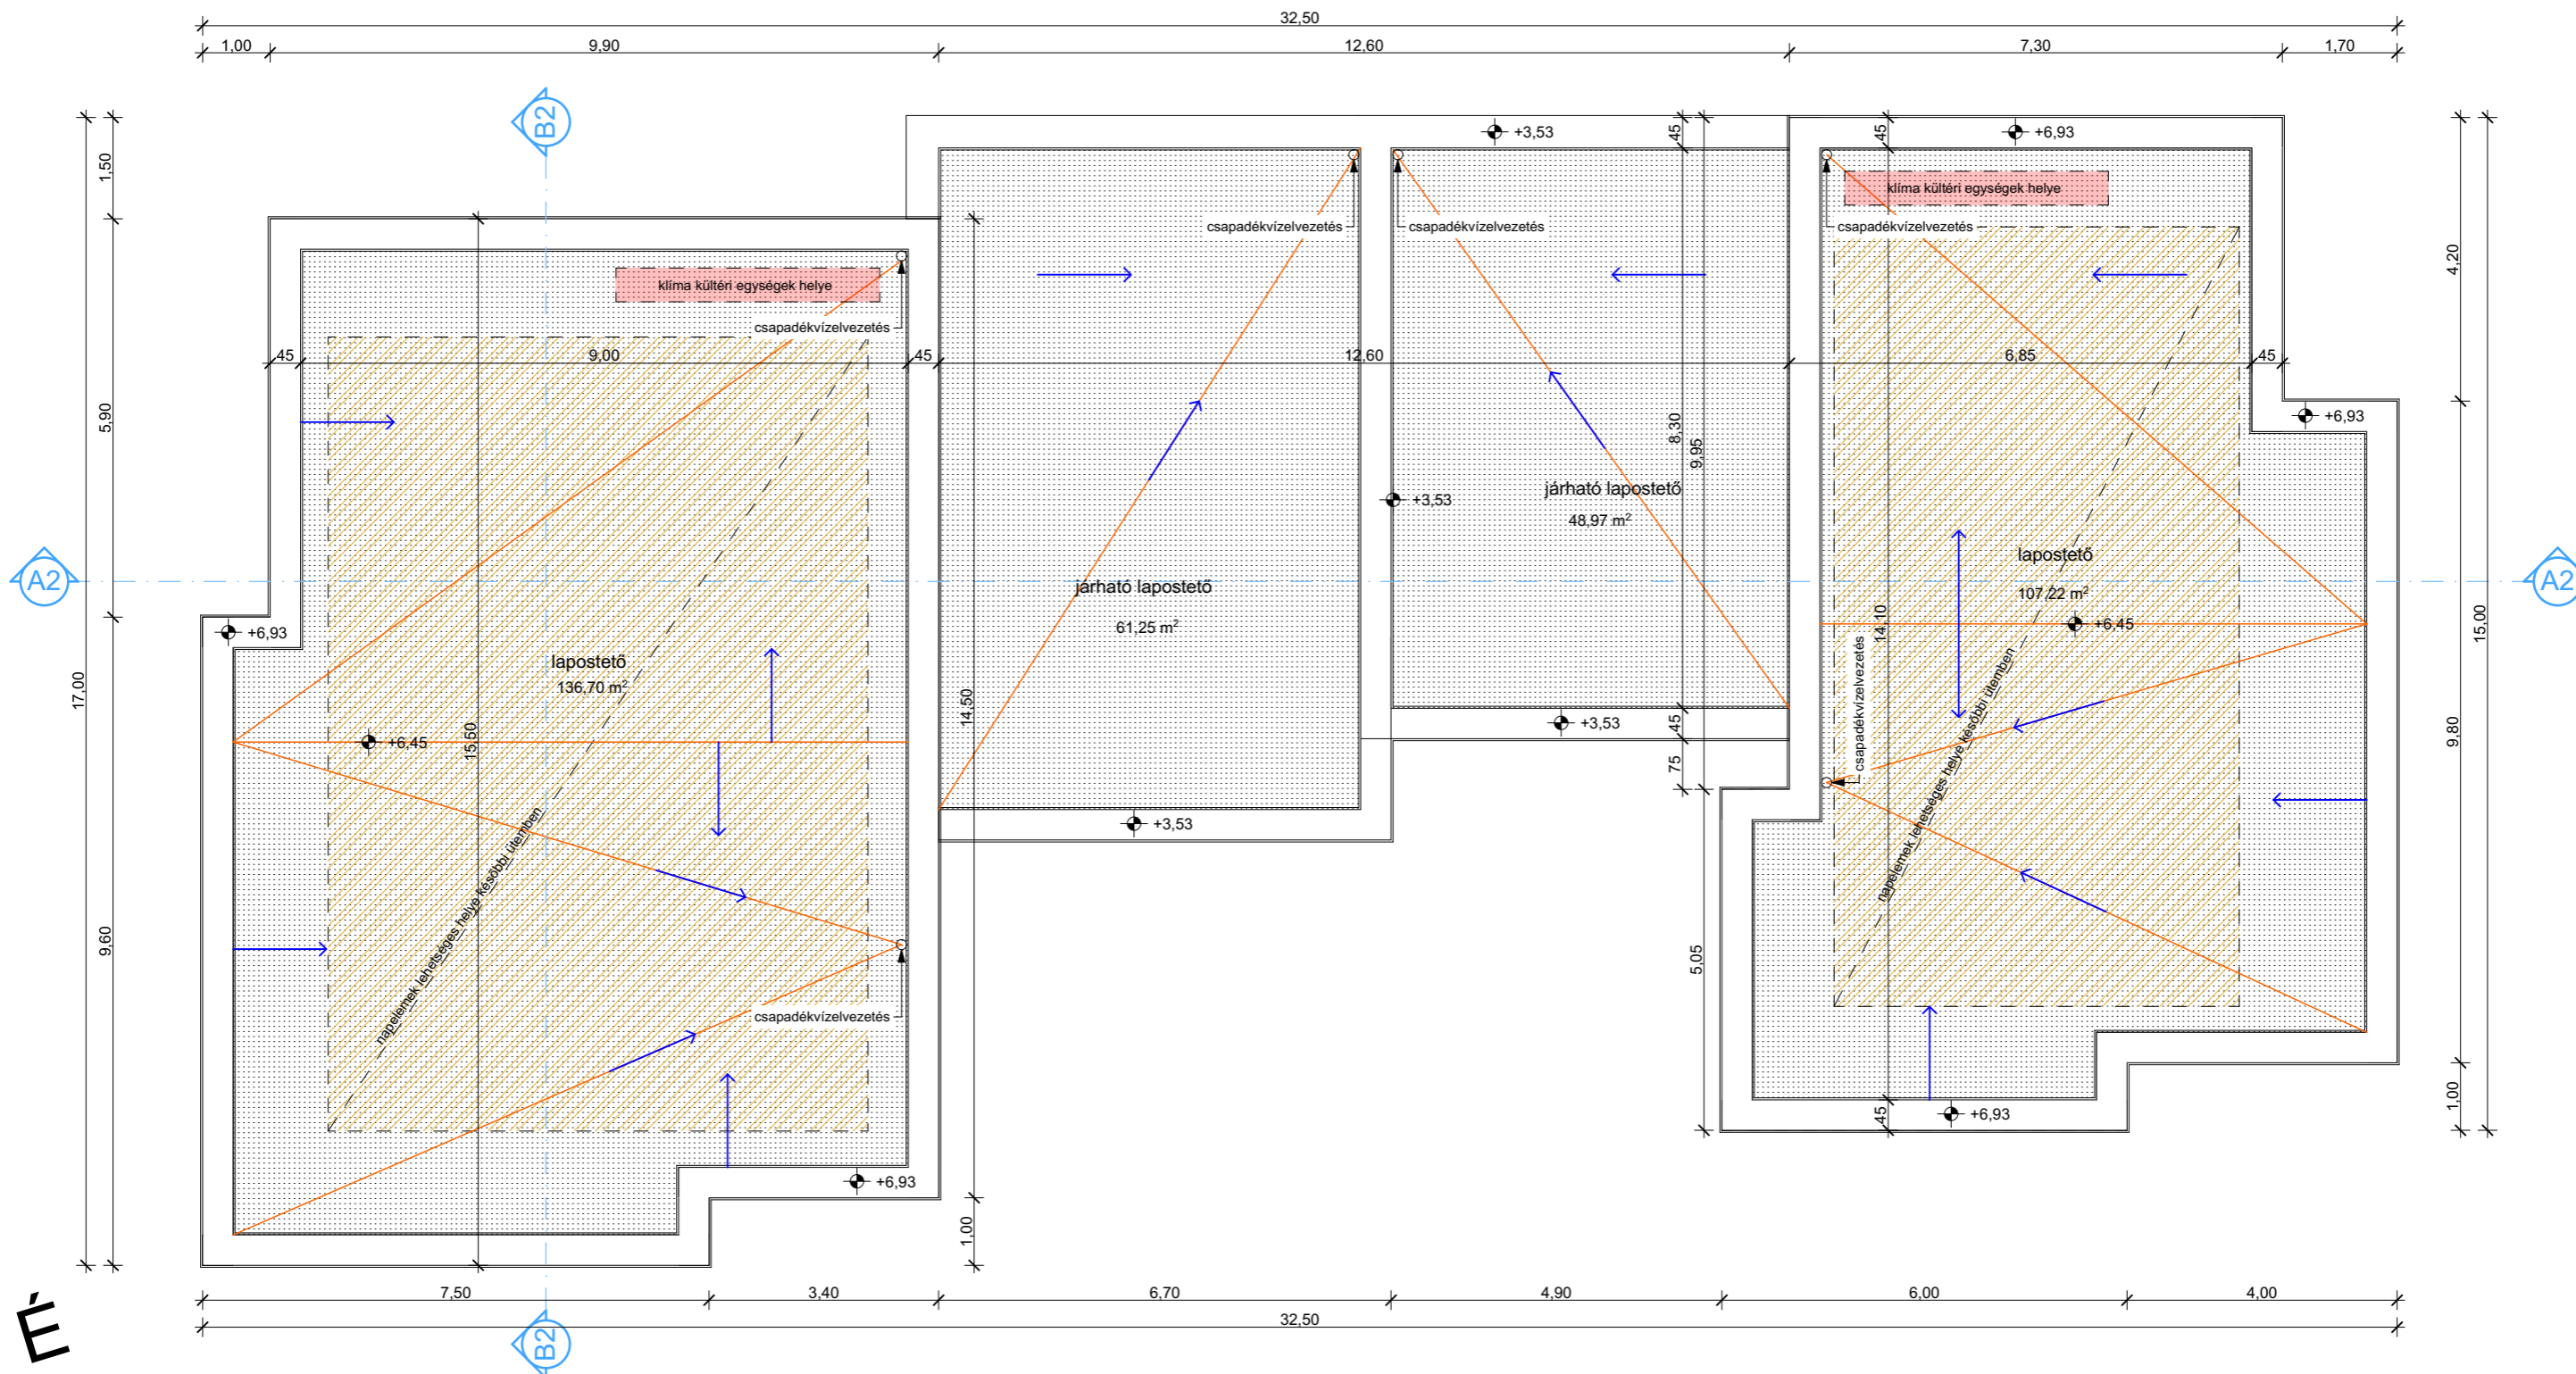 32,50
1,00 9,90 12,60 7,30 1,70
B2
45 +3,53 45 +6,93
1,50
klíma kültéri egységek helye
csapadékvízelvezetés csapadékvízelvezetés csapadékvízelvezetés
4,20
klíma kültéri egységek helye
csapadékvízelvezetés
45 9,00 45 12,60 6,85 45
5,90
8,30
9,95
+6,93
járható lapostető
48,97 m²
+3,53
lapostető
107,22 m²
+6,45
A2
járható lapostető
61,25 m²
A2
14,10
15,00
+6,93
lapostető
136,70 m²
17,00
14,50
15,50
+6,45
csapadékvízelvezetés
napelemek lehetséges helye későbbi ütemben
9,80
45 +3,53
75
+3,53
napelemek lehetséges helye későbbi ütemben
9,60
5,05
csapadékvízelvezetés
1,00
45 +6,93
+6,93
1,00
7,50 3,40 6,70 4,90 6,00 4,00
32,50
É
B2